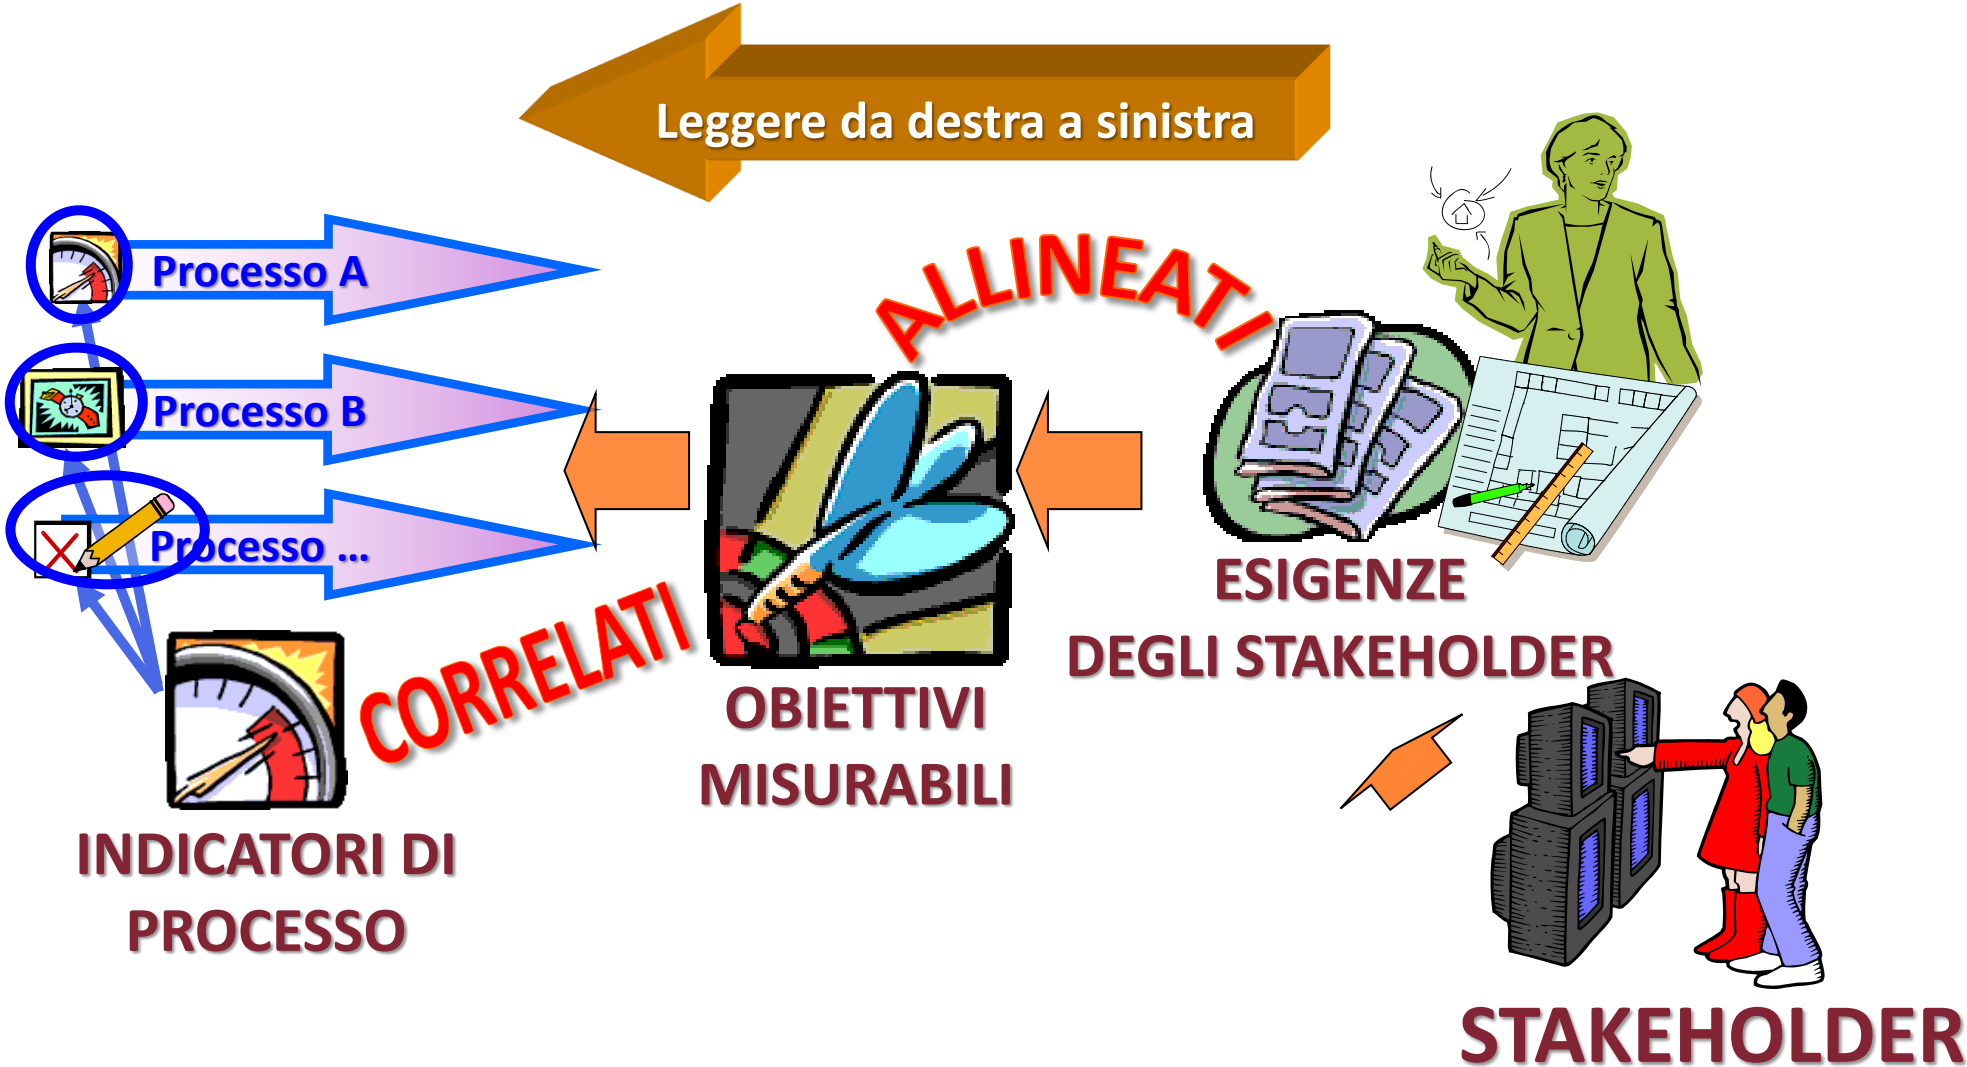 Leggere da destra a sinistra
Processo A
Processo B
Processo ...
ALLINEATI
CORRELATI
ESIGENZE
DEGLI STAKEHOLDER
OBIETTIVI
MISURABILI
INDICATORI DI
PROCESSO
STAKEHOLDER